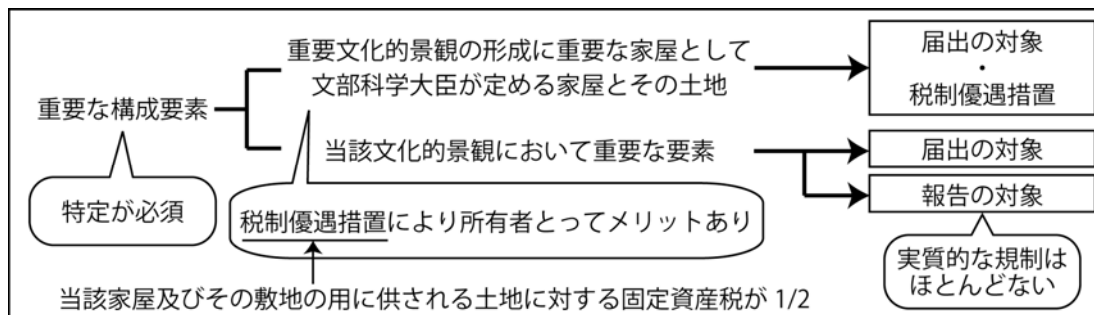 重要な構成要素
特定が必須
重要文化的景観の形成に重要な家屋として
文部科学大臣が定める家屋とその土地
当該文化的景観において重要な要素
税制優遇措置により所有者とってメリットあり
当該家屋及びその敷地の用に供される土地に対する固定資産税が 1/2
届出の対象
・
税制優遇措置
届出の対象
報告の対象
実質的な規制は
ほとんどない